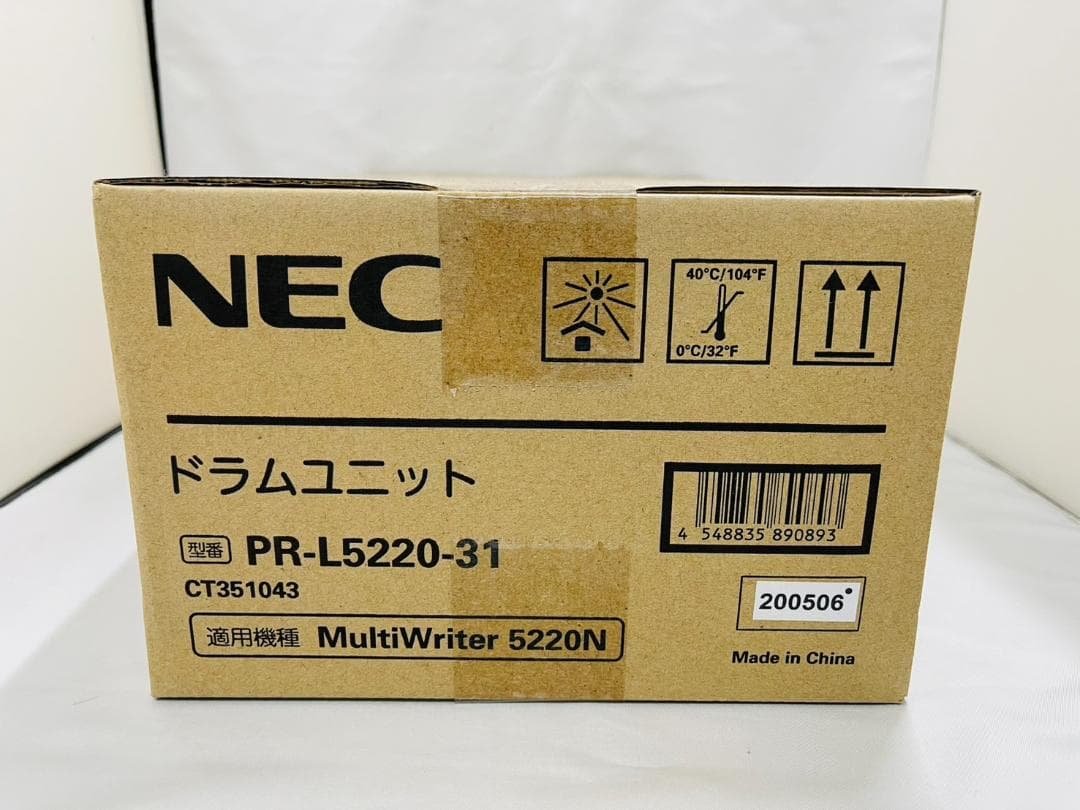 NEC
40°C/104°F
0°C/32°F
ドラムユニット
型番 PR-L5220-31
CT351043
4 548835 890893
200506
適用機種 MultiWriter 5220N
Made in China